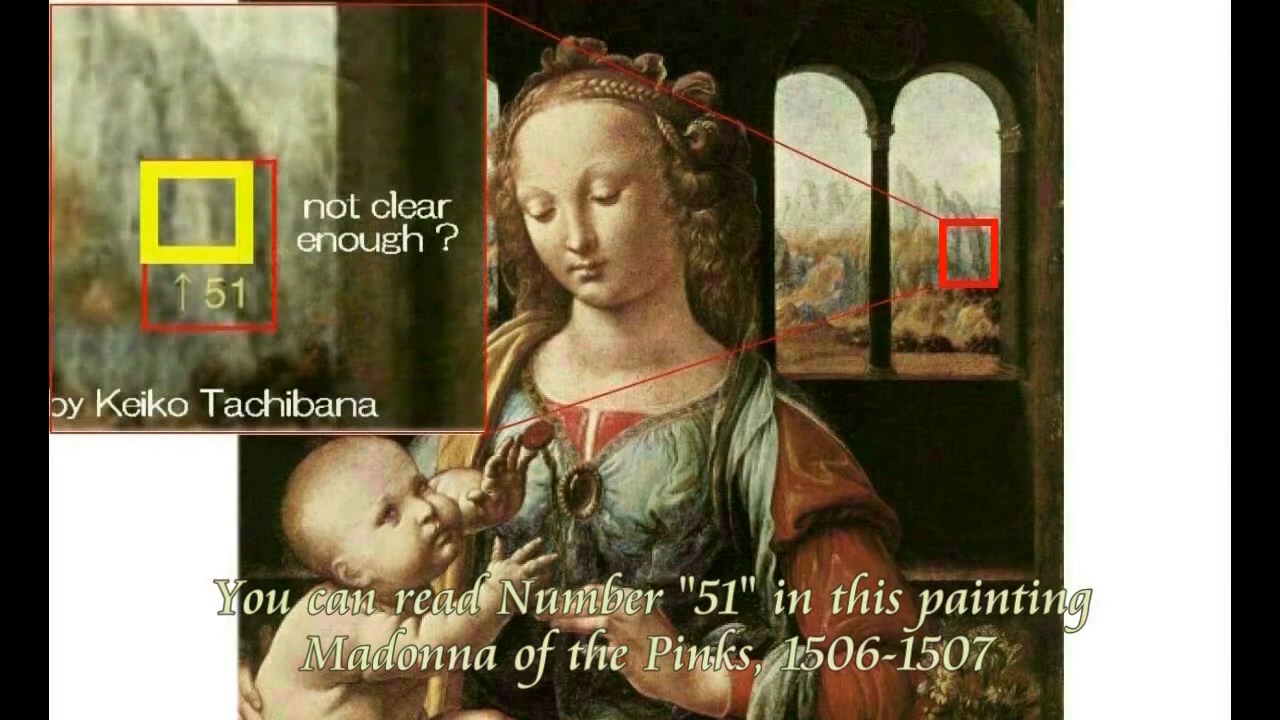 not clear
enough ?
↑ 51
by Keiko Tachibana
You can read Number "51" in this painting
Madonna of the Pinks, 1506-1507